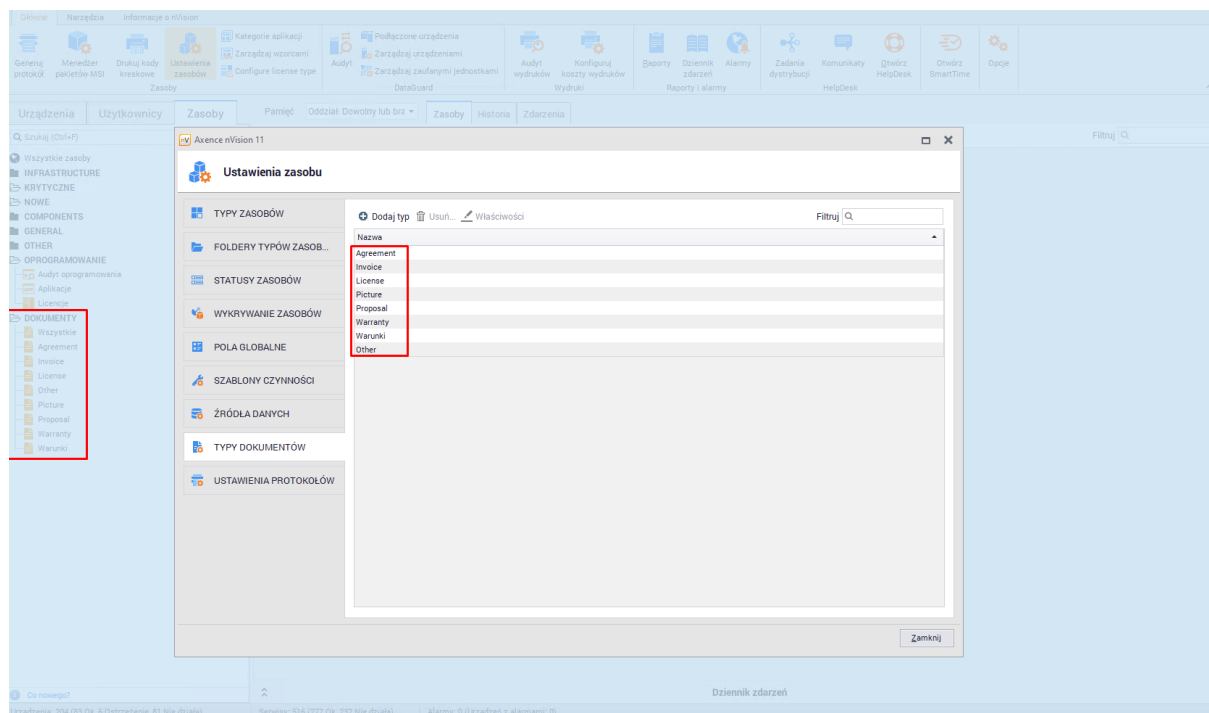 Główne Narzędzia Informacje o nVision
Generuj protokół
Menedżer pakietów MSI
Drukuj kody kreskowe
Ustawienia zasobów
Kategorie aplikacji
Zarządzaj wzorcami
Configure license type
Zasoby
Audyt
Podłączone urządzenia
Zarządzaj urządzeniami
Zarządzaj zaufanymi jednostkami
DataGuard
Audyt wydruków
Konfiguruj koszty wydruków
Wydruki
Raporty
Dziennik zdarzeń
Alarmy
Raporty i alarmy
Zadania dystrybucji
Komunikaty
Otwórz HelpDesk
HelpDesk
Otwórz SmartTime
Opcje
Urządzenia Użytkownicy Zasoby Pamięć Oddział: Dowolny lub bra Zasoby Historia Zdarzenia
Szukaj (Ctrl+F)
Filtruj
Wszystkie zasoby
INFRASTRUCTURE
KRYTYCZNE
NOWE
COMPONENTS
GENERAL
OTHER
OPROGRAMOWANIE
Audyt oprogramowania
Aplikacje
Licencje
DOKUMENTY
Wszystkie
Agreement
Invoice
License
Other
Picture
Proposal
Warranty
Warunki
nV Axence nVision 11
Ustawienia zasobu
TYPY ZASOBÓW
FOLDERY TYPÓW ZASOB...
STATUSY ZASOBÓW
WYKRYWANIE ZASOBÓW
POLA GLOBALNE
SZABLONY CZYNNOŚCI
ŹRÓDŁA DANYCH
TYPY DOKUMENTÓW
USTAWIENIA PROTOKOŁÓW
Dodaj typ Usuń... Właściwości Filtruj
Nazwa
Agreement
Invoice
License
Picture
Proposal
Warranty
Warunki
Other
Zamknij
Co nowego?
Dziennik zdarzeń